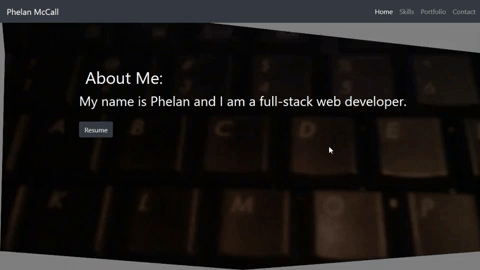 Phelan McCall
Home Skills Portfolio Contact
About Me:
My name is Phelan and I am a full-stack web developer.
Resume
A B C D E
K L M O P